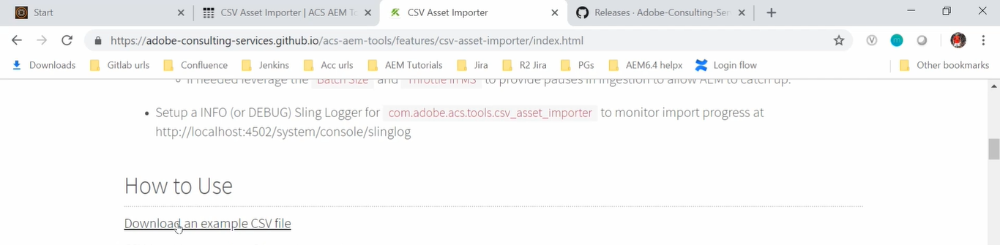 Start
CSV Asset Importer | ACS AEM To
CSV Asset Importer
Releases · Adobe-Consulting-Ser
https://adobe-consulting-services.github.io/acs-aem-tools/features/csv-asset-importer/index.html
Downloads Gitlab urls Confluence Jenkins Acc urls AEM Tutorials Jira R2 Jira PGs AEM6.4 helpx Login flow Other bookmarks
If needed leverage the Batch Size and Throttle in MS to provide pauses in ingestion to allow AEM to catch up.
• Setup a INFO (or DEBUG) Sling Logger for com.adobe.acs.tools.csv_asset_importer to monitor import progress at
http://localhost:4502/system/console/slinglog
How to Use
Download an example CSV file